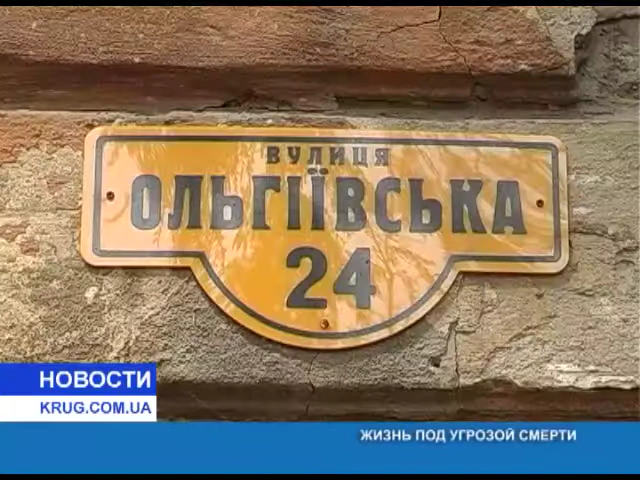 ВУЛИЦЯ
ОЛЬГІЇВСЬКА
24
НОВОСТИ
KRUG.COM.UA
ЖИЗНЬ ПОД УГРОЗОЙ СМЕРТИ